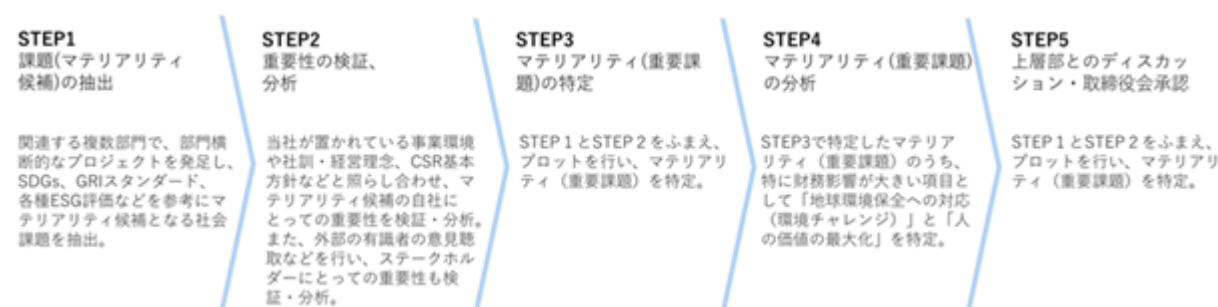 STEP1
課題(マテリアリティ
候補)の抽出
関連する複数部門で、部門横
断的なプロジェクトを発足し、
SDGs、GRIスタンダード、
各種ESG評価などを参考にマ
テリアリティ候補となる社会
課題を抽出。
STEP2
重要性の検証、
分析
当社が置かれている事業環境
や社訓・経営理念、CSR基本
方針などと照らし合わせ、マ
テリアリティ候補の自社に
とっての重要性を検証・分析。
また、外部の有識者の意見聴
取などを行い、ステークホル
ダーにとっての重要性も検
証・分析。
STEP3
マテリアリティ(重要課
題)の特定
STEP 1 とSTEP 2 をふまえ、
プロットを行い、マテリアリ
ティ（重要課題）を特定。
STEP4
マテリアリティ(重要課題)
の分析
STEP3で特定したマテリア
リティ（重要課題）のうち、
特に財務影響が大きい項目と
して「地球環境保全への対応
（環境チャレンジ）」と「人
の価値の最大化」を特定。
STEP5
上層部とのディスカッ
ション・取締役会承認
STEP 1 とSTEP 2 をふまえ、
プロットを行い、マテリアリ
ティ（重要課題）を特定。